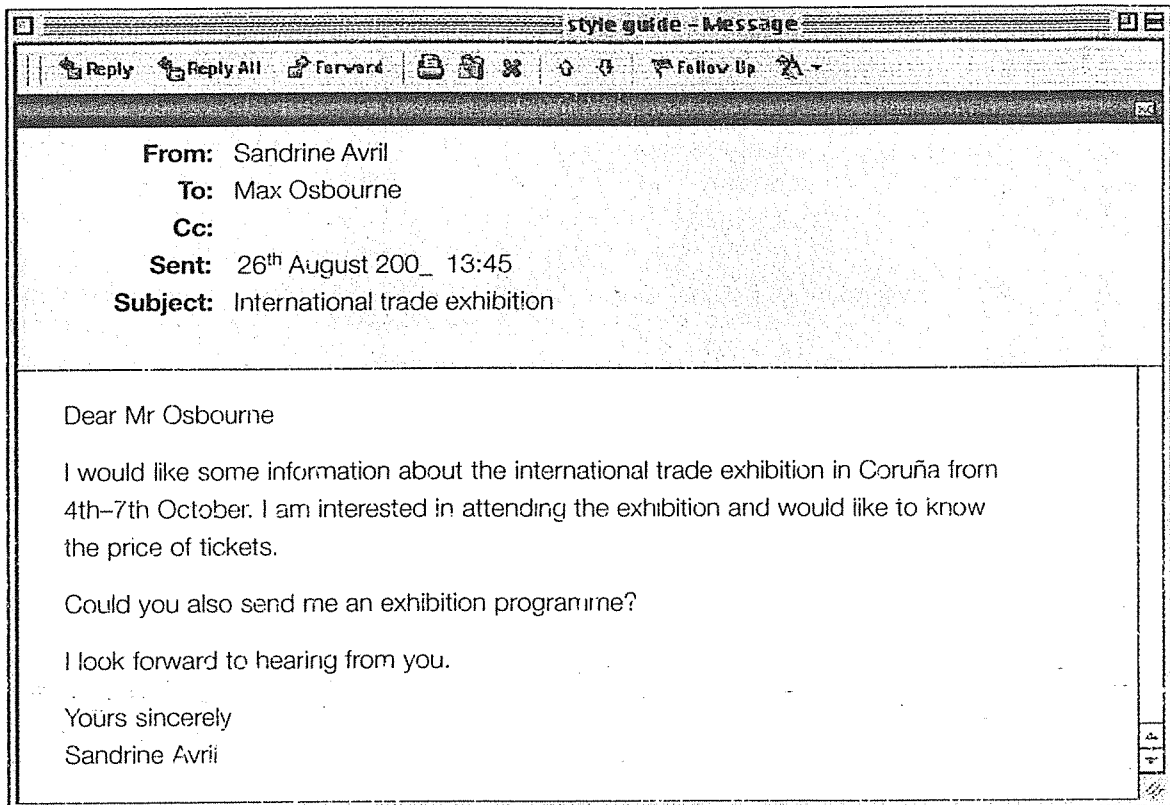 style guide - Message
Reply Reply All Forward Follow Up
From: Sandrine Avril
To: Max Osbourne
Cc:
Sent: 26th August 200_ 13:45
Subject: International trade exhibition
Dear Mr Osbourne
I would like some information about the international trade exhibition in Coruña from
4th–7th October. I am interested in attending the exhibition and would like to know
the price of tickets.
Could you also send me an exhibition programme?
I look forward to hearing from you.
Yours sincerely
Sandrine Avril